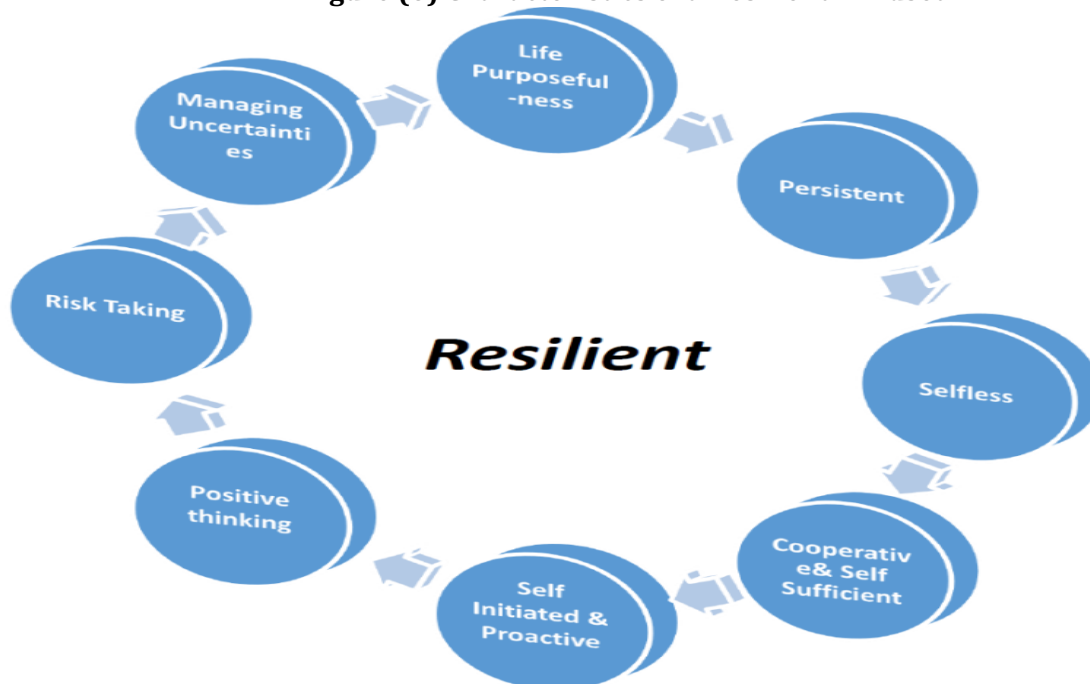 Life
Purposeful
-ness
Persistent
Selfless
Cooperativ
e& Self
Sufficient
Self
Initiated &
Proactive
Positive
thinking
Risk Taking
Managing
Uncertainti
es
Resilient